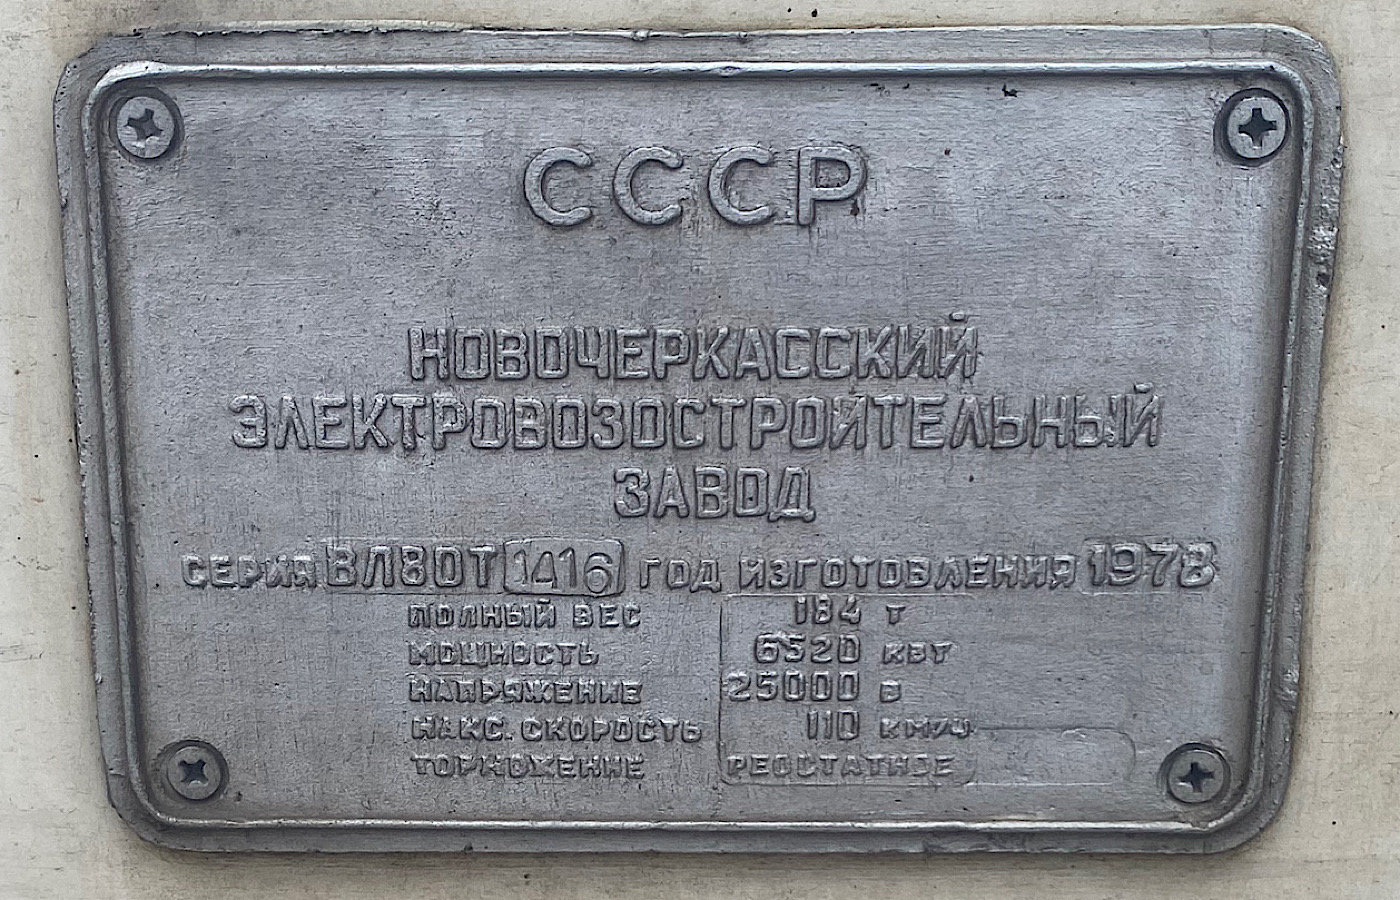 СССР
НОВОЧЕРКАССКИЙ
ЭЛЕКТРОВОЗОСТРОИТЕЛЬНЫЙ
ЗАВОД
СЕРИЯ ВЛ80Т 1416 ГОД ИЗГОТОВЛЕНИЯ 1978
ПОЛНЫЙ ВЕС 184 Т
МОЩНОСТЬ 6520 КВТ
НАПРЯЖЕНИЕ 25000 В
МАКС. СКОРОСТЬ 110 КМ/Ч
ТОРМОЖЕНИЕ РЕОСТАТНОЕ